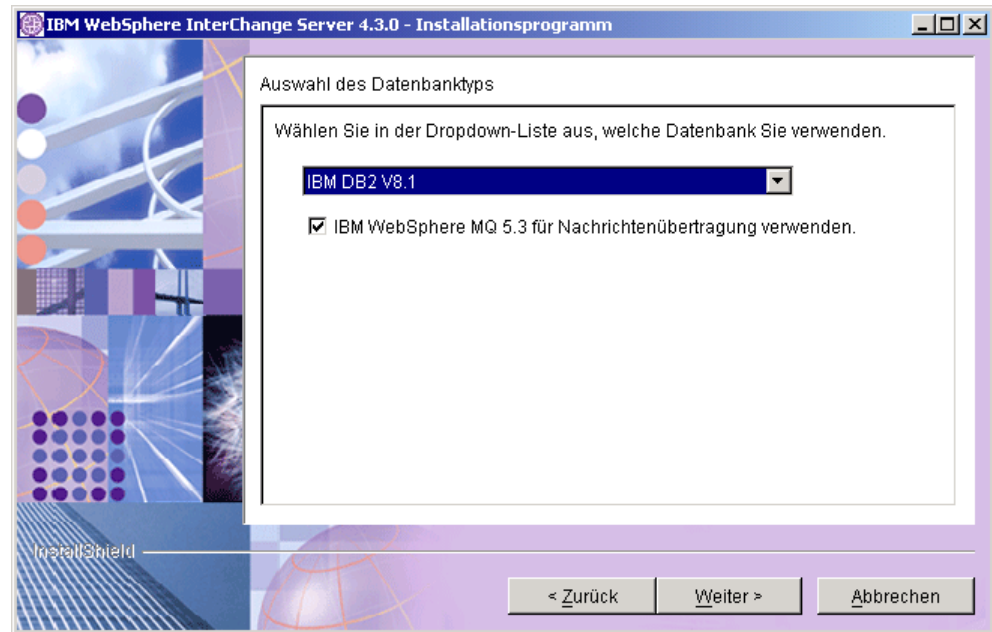 IBM WebSphere InterChange Server 4.3.0 - Installationsprogramm
Auswahl des Datenbanktyps
Wählen Sie in der Dropdown-Liste aus, welche Datenbank Sie verwenden.
IBM DB2 V8.1
IBM WebSphere MQ 5.3 für Nachrichtenübertragung verwenden.
InstallShield
< Zurück
Weiter >
Abbrechen